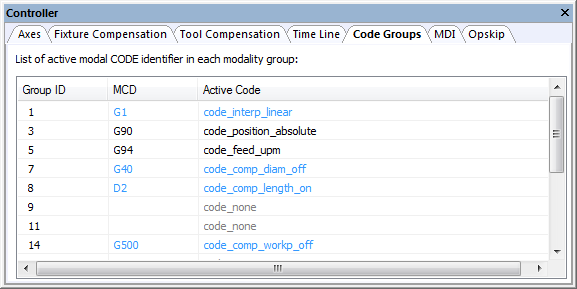 Controller
Axes Fixture Compensation Tool Compensation Time Line Code Groups MDI Opskip
List of active modal CODE identifier in each modality group:
Group ID MCD Active Code
1 G1 code_interp_linear
3 G90 code_position_absolute
5 G94 code_feed_upm
7 G40 code_comp_diam_off
8 D2 code_comp_length_on
9 code_none
11 code_none
14 G500 code_comp_workp_off